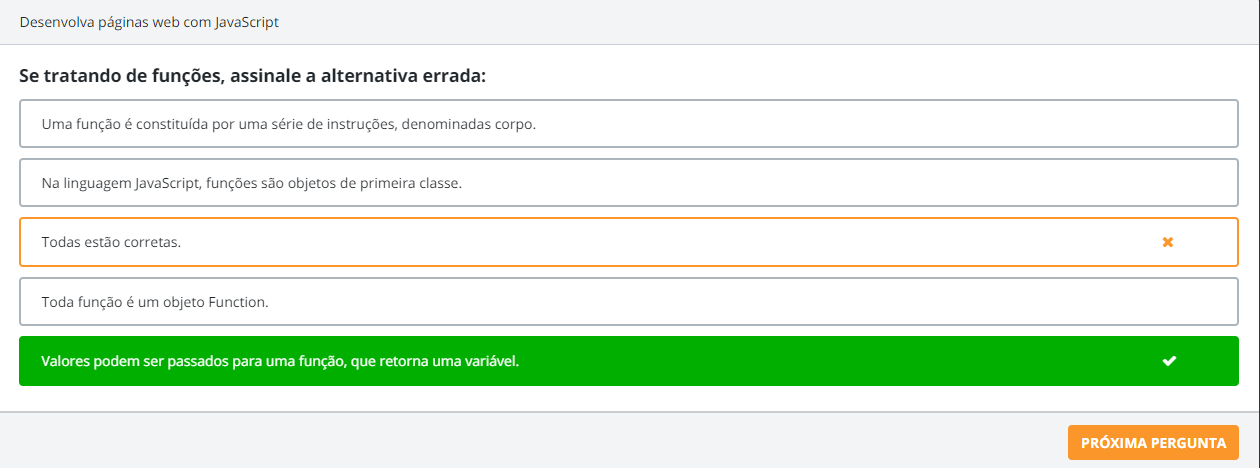 Desenvolva páginas web com JavaScript
Se tratando de funções, assinale a alternativa errada:
Uma função é constituída por uma série de instruções, denominadas corpo.
Na linguagem JavaScript, funções são objetos de primeira classe.
Todas estão corretas.
Toda função é um objeto Function.
Valores podem ser passados para uma função, que retorna uma variável.
PRÓXIMA PERGUNTA